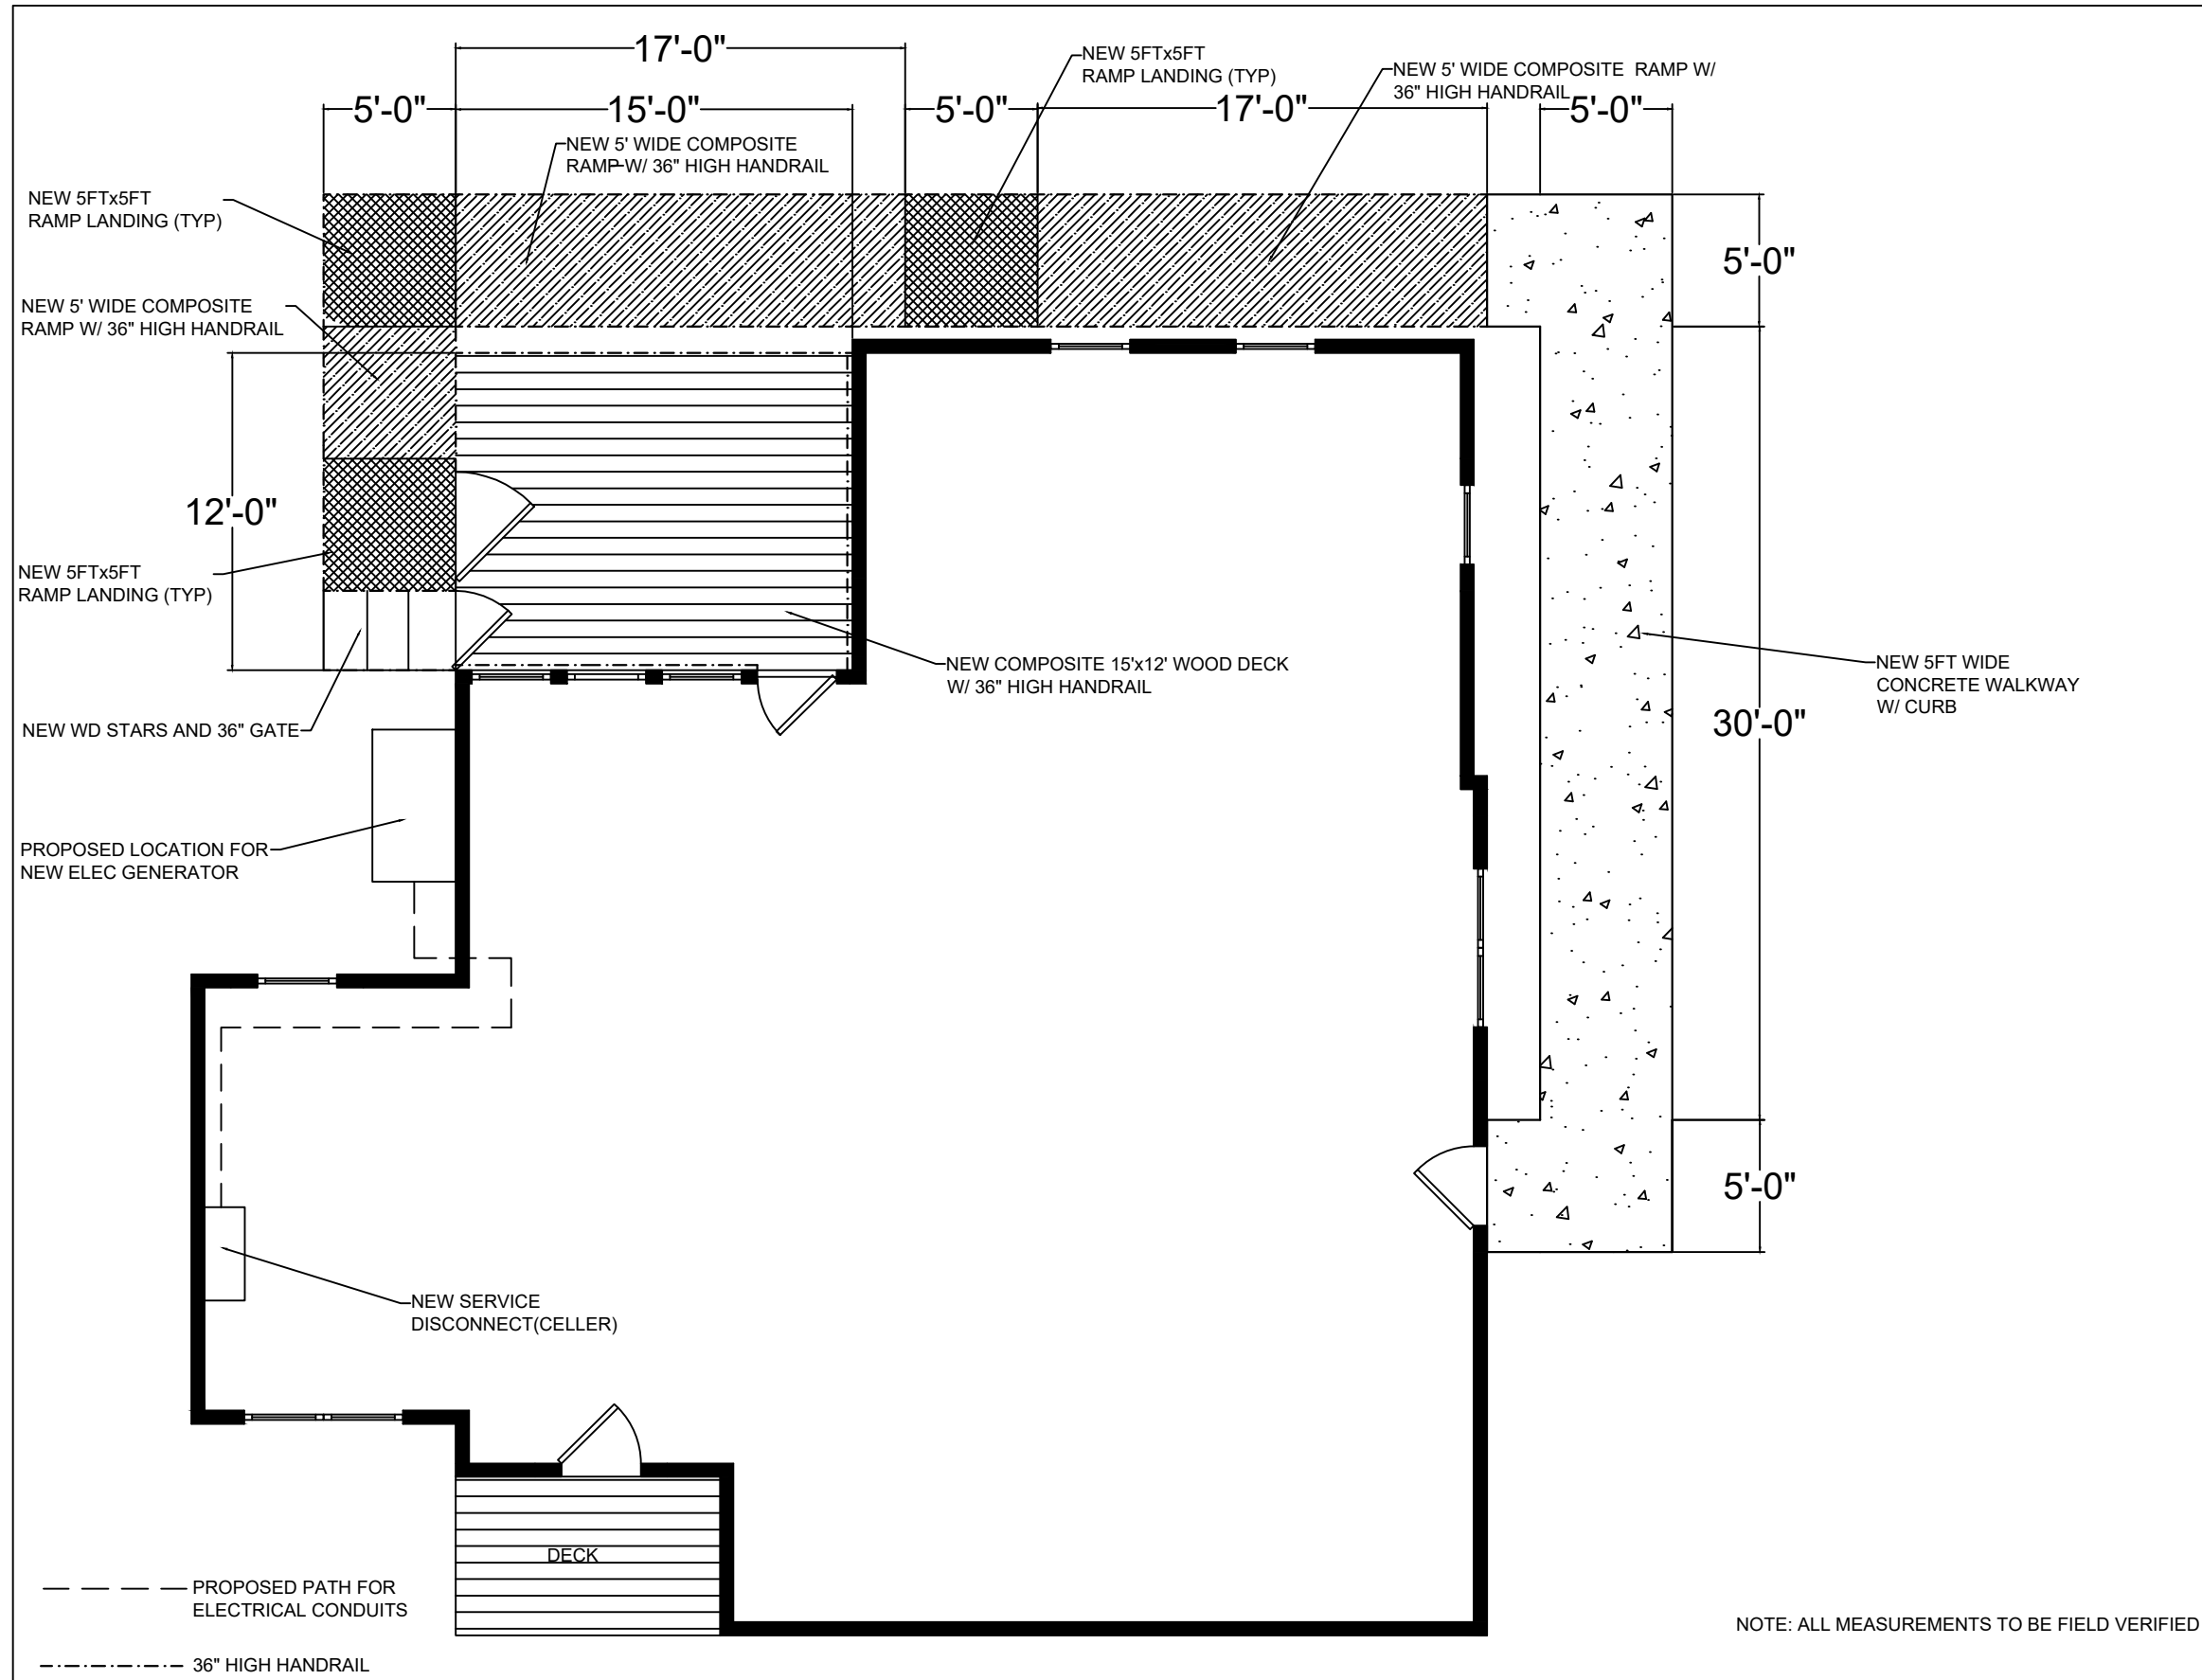 17'-0"
5'-0"
15'-0"
5'-0"
17'-0"
5'-0"
NEW 5FTx5FT
RAMP LANDING (TYP)
NEW 5' WIDE COMPOSITE  RAMP W/
36" HIGH HANDRAIL
NEW 5' WIDE COMPOSITE
RAMP W/ 36" HIGH HANDRAIL
NEW 5FTx5FT
RAMP LANDING (TYP)
NEW 5' WIDE COMPOSITE
RAMP W/ 36" HIGH HANDRAIL
5'-0"
12'-0"
NEW 5FTx5FT
RAMP LANDING (TYP)
NEW COMPOSITE 15'x12' WOOD DECK
W/ 36" HIGH HANDRAIL
NEW 5FT WIDE
CONCRETE WALKWAY
W/ CURB
NEW WD STARS AND 36" GATE
30'-0"
PROPOSED LOCATION FOR
NEW ELEC GENERATOR
5'-0"
NEW SERVICE
DISCONNECT(CELLER)
DECK
PROPOSED PATH FOR
ELECTRICAL CONDUITS
36" HIGH HANDRAIL
NOTE: ALL MEASUREMENTS TO BE FIELD VERIFIED